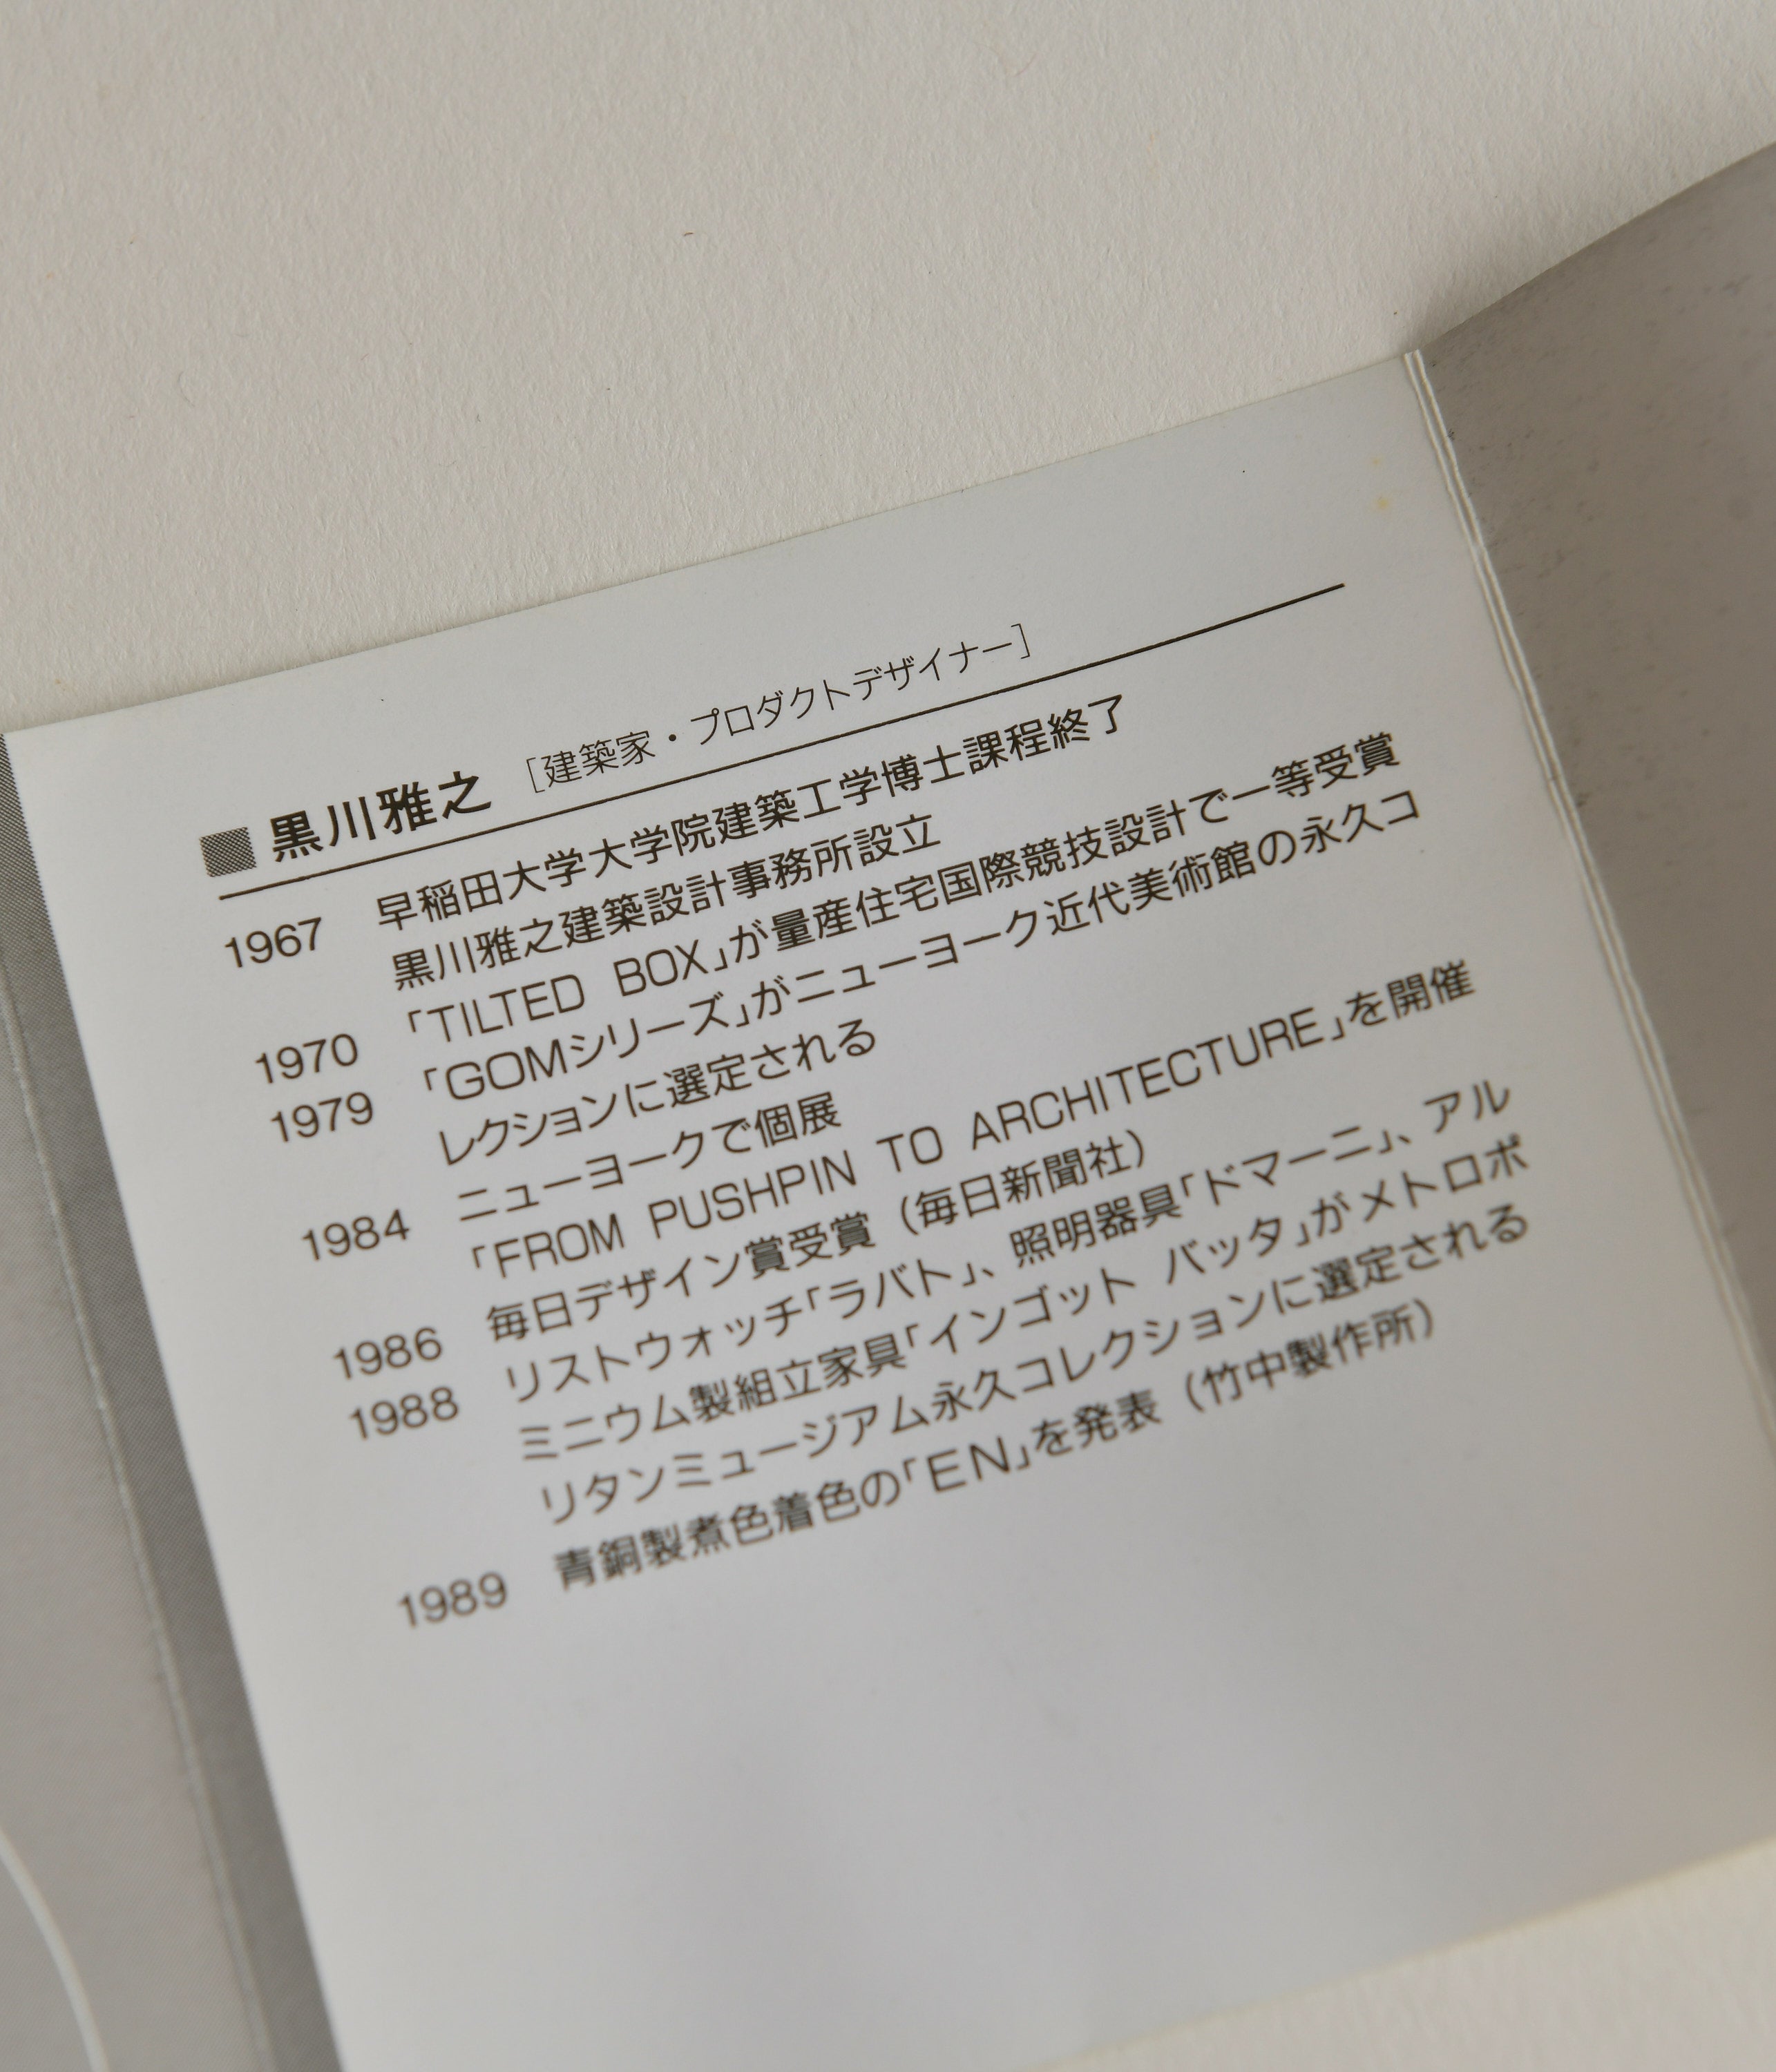 ■黒川雅之 [建築家・プロダクトデザイナー]
1967 早稲田大学大学院建築工学博士課程終了
黒川雅之建築設計事務所設立
1970 「TILTED BOX」が量産住宅国際競技設計で一等受賞
1979 「GOMシリーズ」がニューヨーク近代美術館の永久コ
レクションに選定される
1984 ニューヨークで個展
「FROM PUSHPIN TO ARCHITECTURE」を開催
1986 毎日デザイン賞受賞（毎日新聞社）
1988 リストウォッチ「ラバト」、照明器具「ドマーニ」、アル
ミニウム製組立家具「インゴット バッタ」がメトロポ
リタンミュージアム永久コレクションに選定される
1989 青銅製煮色着色の「EN」を発表（竹中製作所）